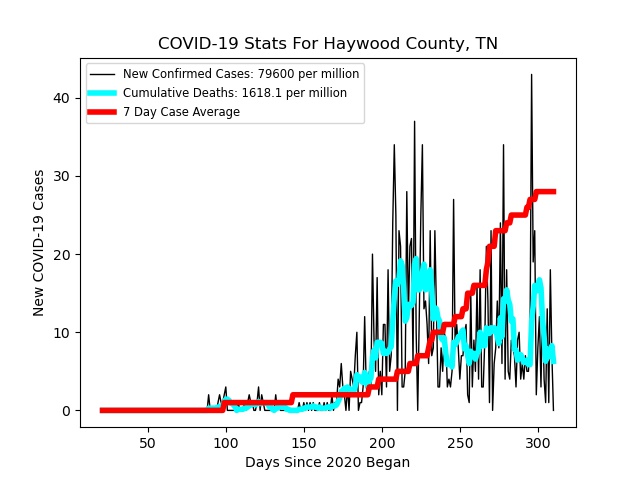 COVID-19 Stats For Haywood County, TN
New Confirmed Cases: 79600 per million
Cumulative Deaths: 1618.1 per million
7 Day Case Average
New COVID-19 Cases
40
30
20
10
0
50 100 150 200 250 300
Days Since 2020 Began